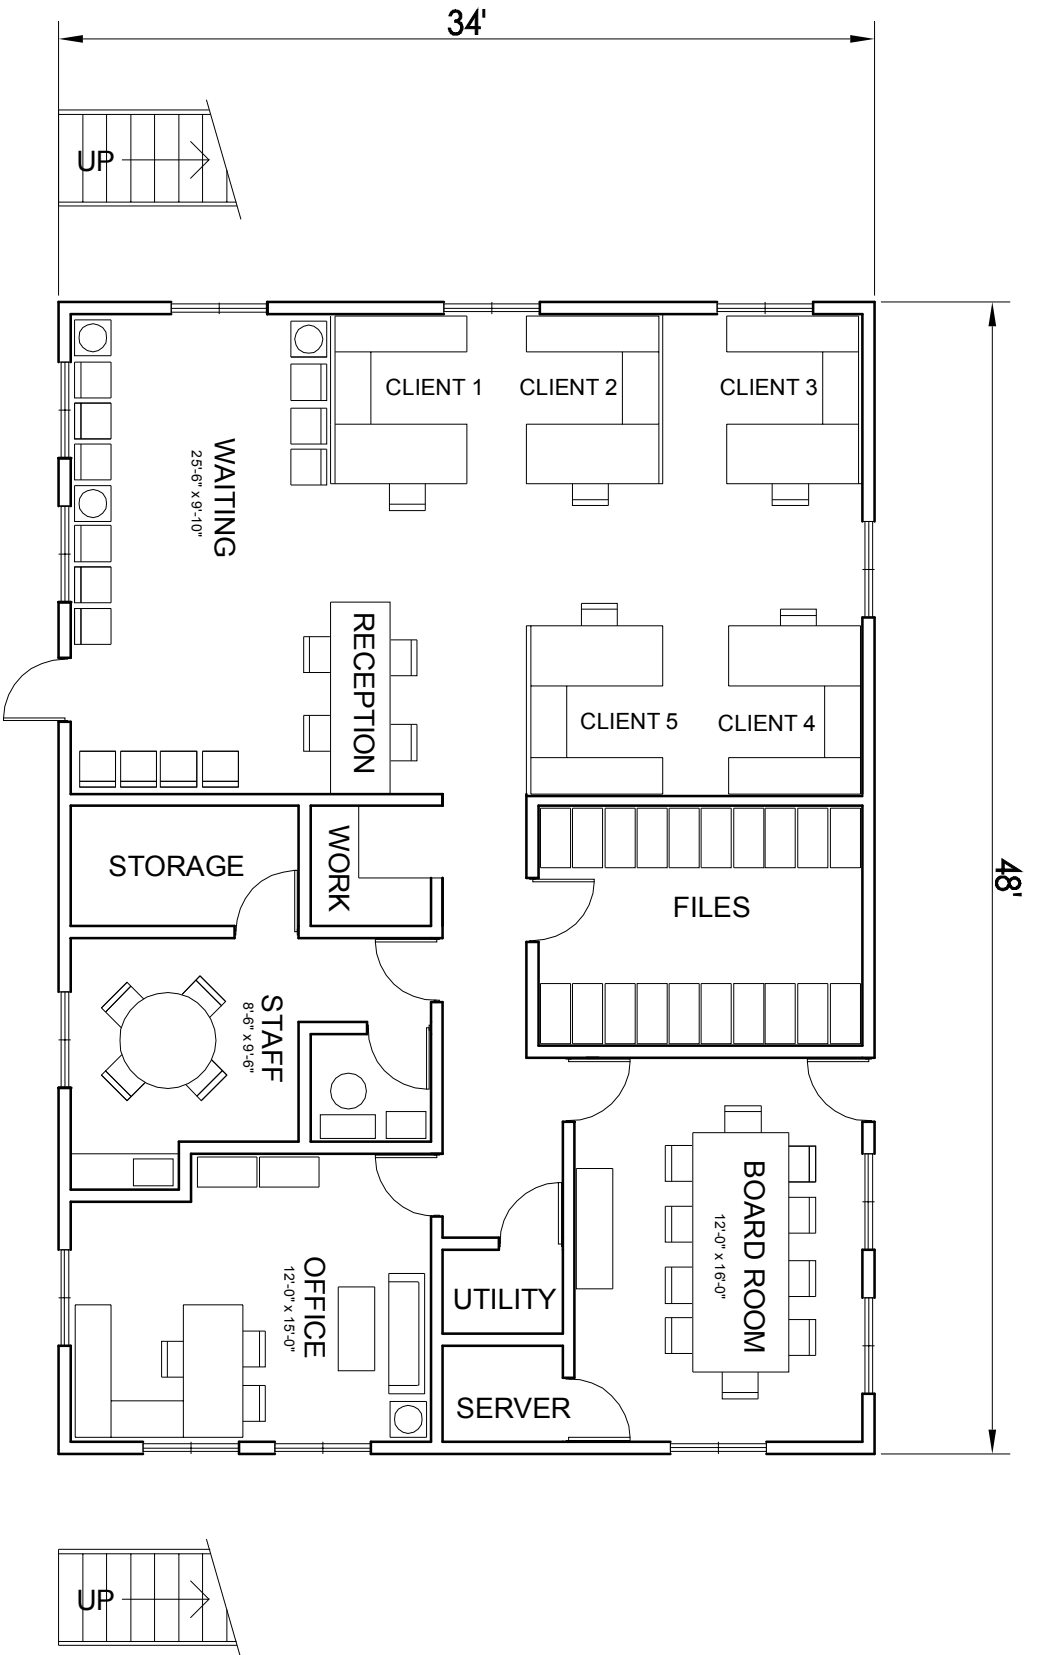 34'
UP
CLIENT 1
CLIENT 2
CLIENT 3
WAITING
25'-6" x 9'-10"
RECEPTION
CLIENT 5
CLIENT 4
STORAGE
WORK
FILES
48'
STAFF
8'-6" x 9'-6"
BOARD ROOM
12'-0" x 16'-0"
OFFICE
12'-0" x 15'-0"
UTILITY
SERVER
UP